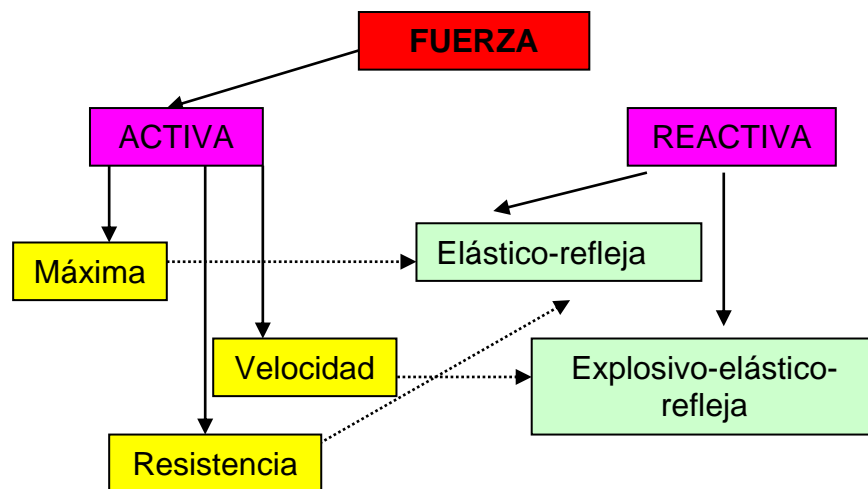 FUERZA
ACTIVA
REACTIVA
Elástico-refleja
Máxima
Velocidad
Explosivo-elástico-
refleja
Resistencia